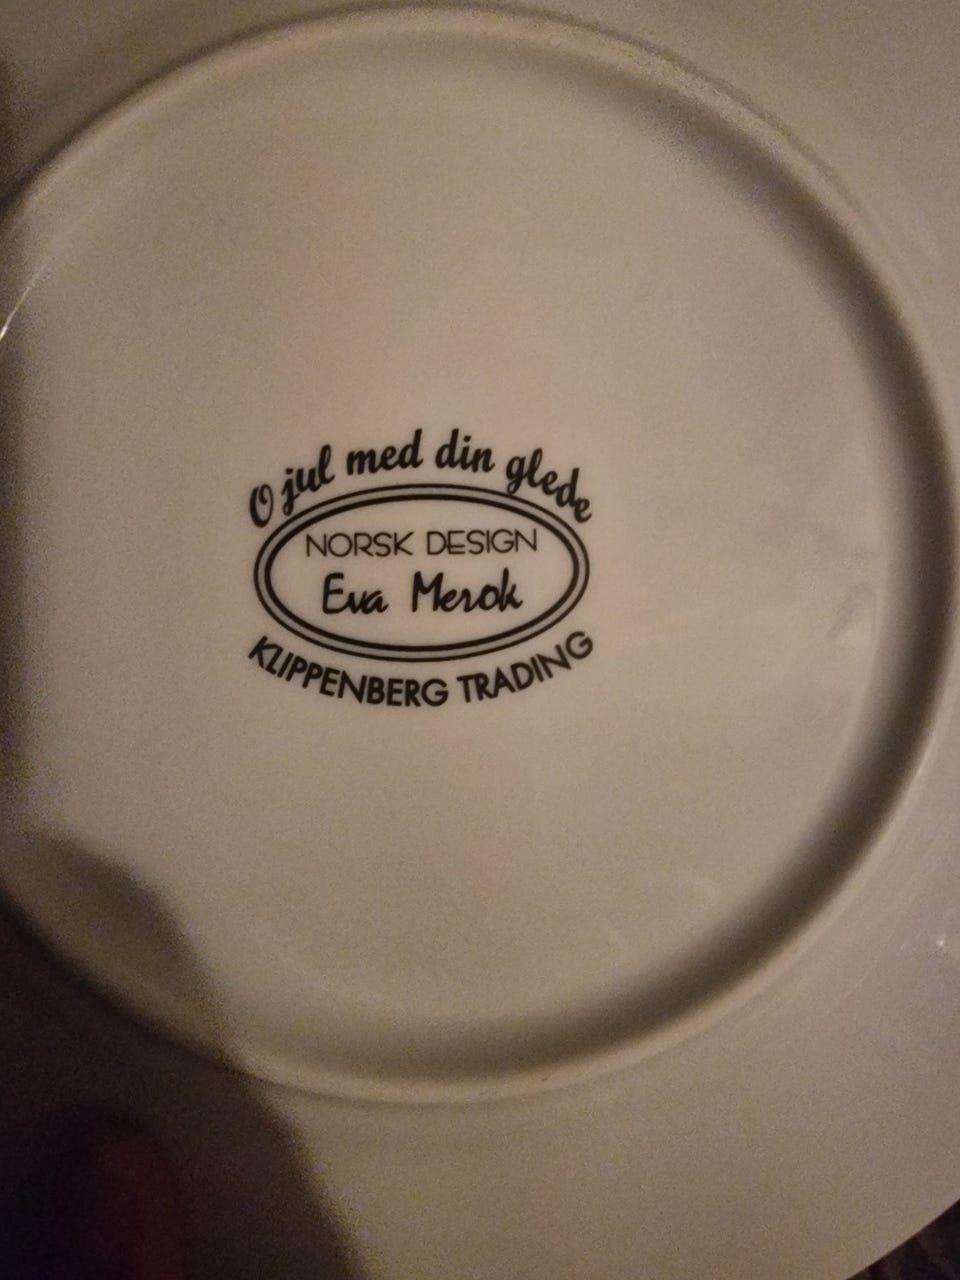 O jul med din glede
NORSK DESIGN
Eva Merok
KLIPPENBERG TRADING